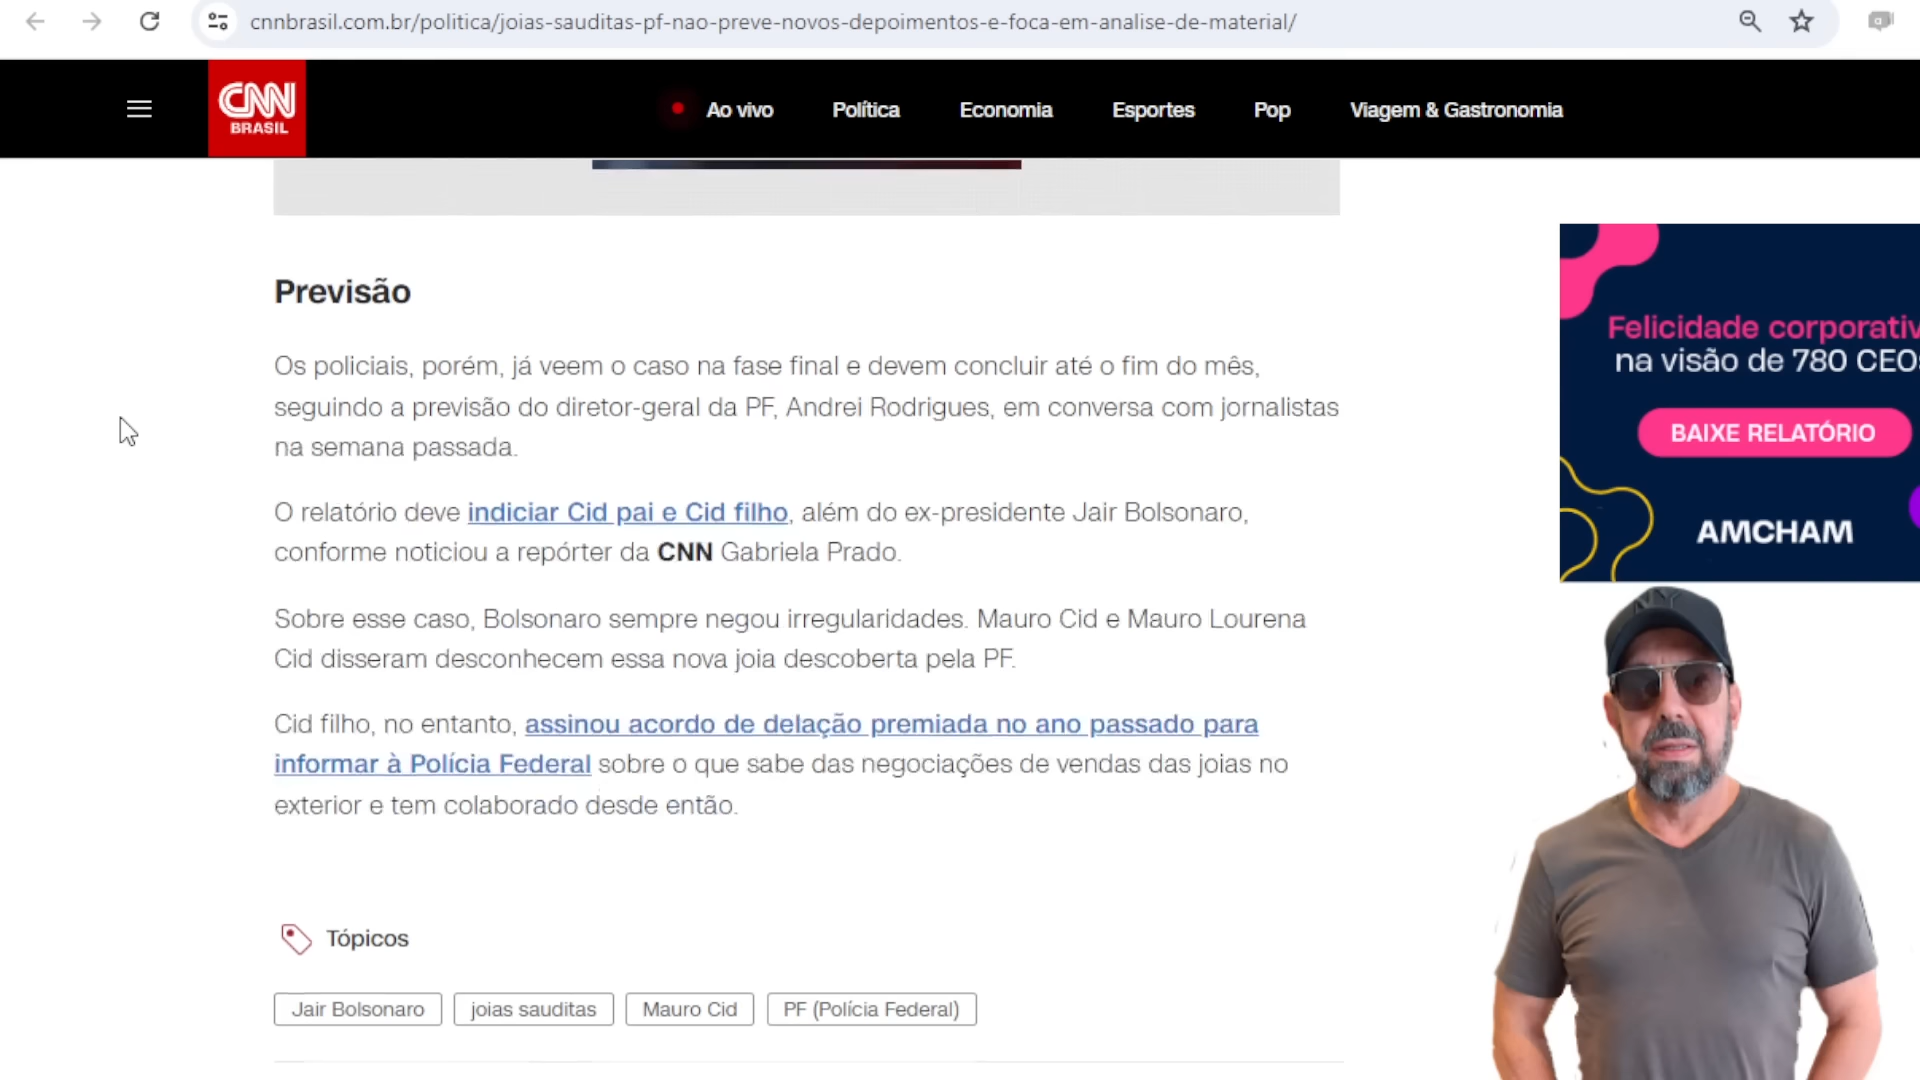 cnnbrasil.com.br/politica/joias-sauditas-pf-nao-preve-novos-depoimentos-e-foca-em-analise-de-material/
CNN
BRASIL
Ao vivo
Política
Economia
Esportes
Pop
Viagem & Gastronomia
Previsão
Os policiais, porém, já veem o caso na fase final e devem concluir até o fim do mês,
seguindo a previsão do diretor-geral da PF, Andrei Rodrigues, em conversa com jornalistas
na semana passada.
O relatório deve indiciar Cid pai e Cid filho, além do ex-presidente Jair Bolsonaro,
conforme noticiou a repórter da CNN Gabriela Prado.
Sobre esse caso, Bolsonaro sempre negou irregularidades. Mauro Cid e Mauro Lourena
Cid disseram desconhecem essa nova joia descoberta pela PF.
Cid filho, no entanto, assinou acordo de delação premiada no ano passado para
informar à Polícia Federal sobre o que sabe das negociações de vendas das joias no
exterior e tem colaborado desde então.
Tópicos
Jair Bolsonaro
joias sauditas
Mauro Cid
PF (Polícia Federal)
Felicidade corporativ
na visão de 780 CEOs
BAIXE RELATÓRIO
AMCHAM
NY